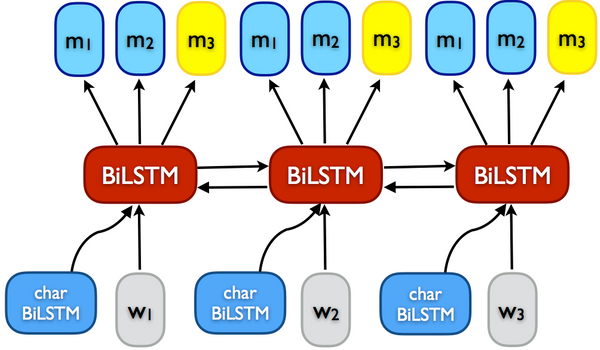 m1 m2 m3 m1 m2 m3 m1 m2 m3
BiLSTM BiLSTM BiLSTM
char
BiLSTM
w1
char
BiLSTM
w2
char
BiLSTM
w3